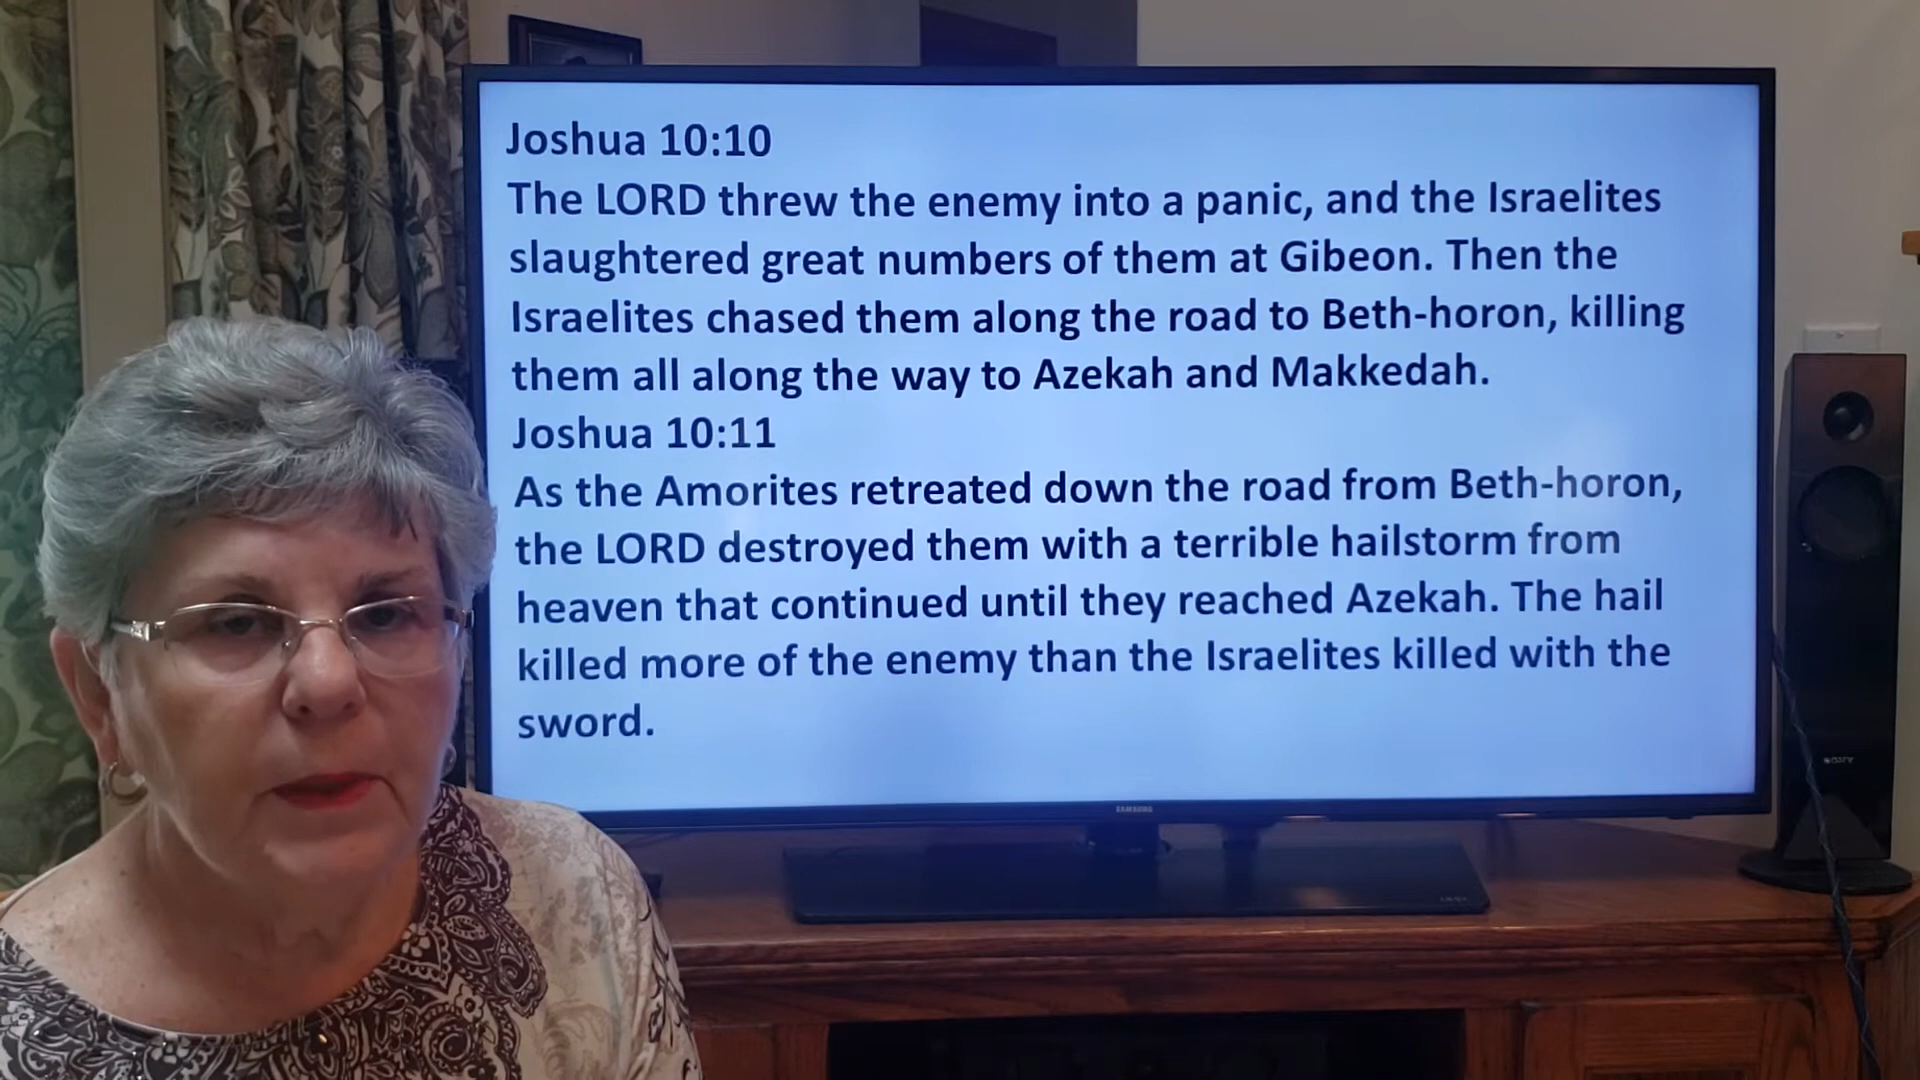 Joshua 10:10
The LORD threw the enemy into a panic, and the Israelites
slaughtered great numbers of them at Gibeon. Then the
Israelites chased them along the road to Beth-horon, killing
them all along the way to Azekah and Makkedah.
Joshua 10:11
As the Amorites retreated down the road from Beth-horon,
the LORD destroyed them with a terrible hailstorm from
heaven that continued until they reached Azekah. The hail
killed more of the enemy than the Israelites killed with the
sword.
SAMSUNG
SONY